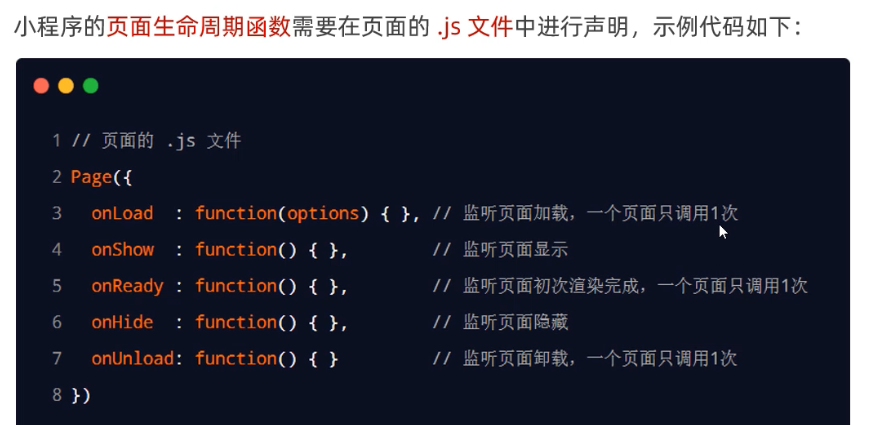 小程序的页面生命周期函数需要在页面的 .js 文件中进行声明，示例代码如下：
1 // 页面的 .js 文件
2 Page({
3   onLoad  : function(options) { }, // 监听页面加载，一个页面只调用1次
4   onShow  : function() { },        // 监听页面显示
5   onReady : function() { },        // 监听页面初次渲染完成，一个页面只调用1次
6   onHide  : function() { },        // 监听页面隐藏
7   onUnload: function() { }         // 监听页面卸载，一个页面只调用1次
8 })